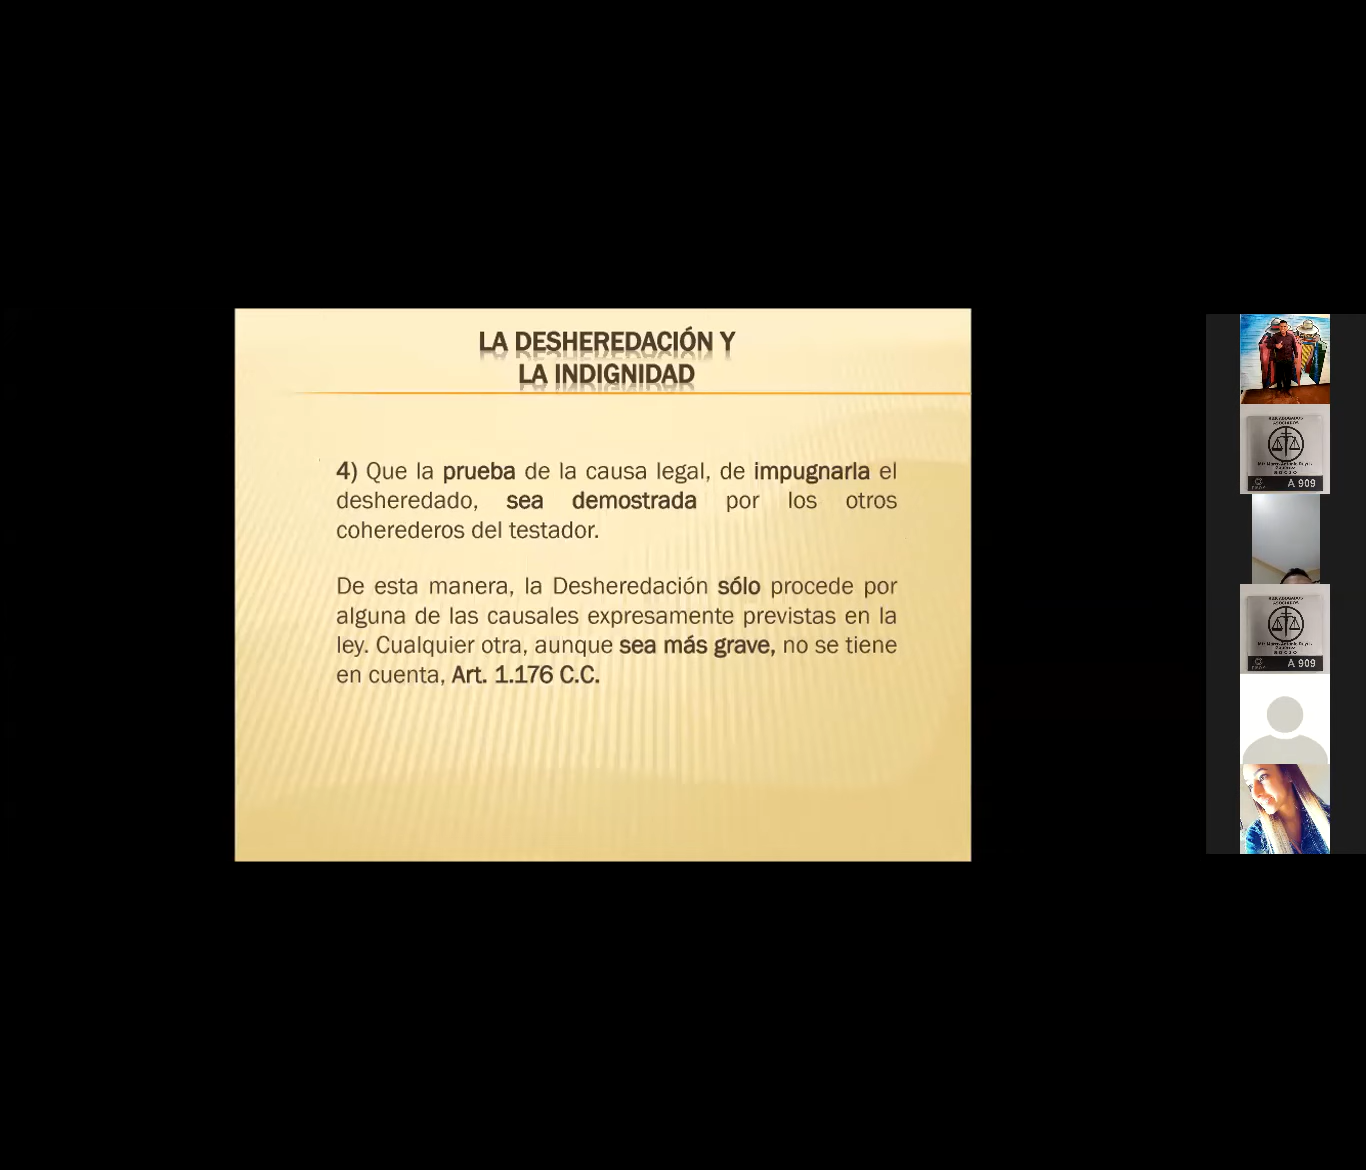 LA DESHEREDACIÓN Y
LA INDIGNIDAD
4) Que la prueba de la causa legal, de impugnarla el
desheredado, sea demostrada por los otros
coherederos del testador.
De esta manera, la Desheredación sólo procede por
alguna de las causales expresamente previstas en la
ley. Cualquier otra, aunque sea más grave, no se tiene
en cuenta, Art. 1.176 C.C.
ASOCIADOS
A 909
ASOCIADOS
A 909